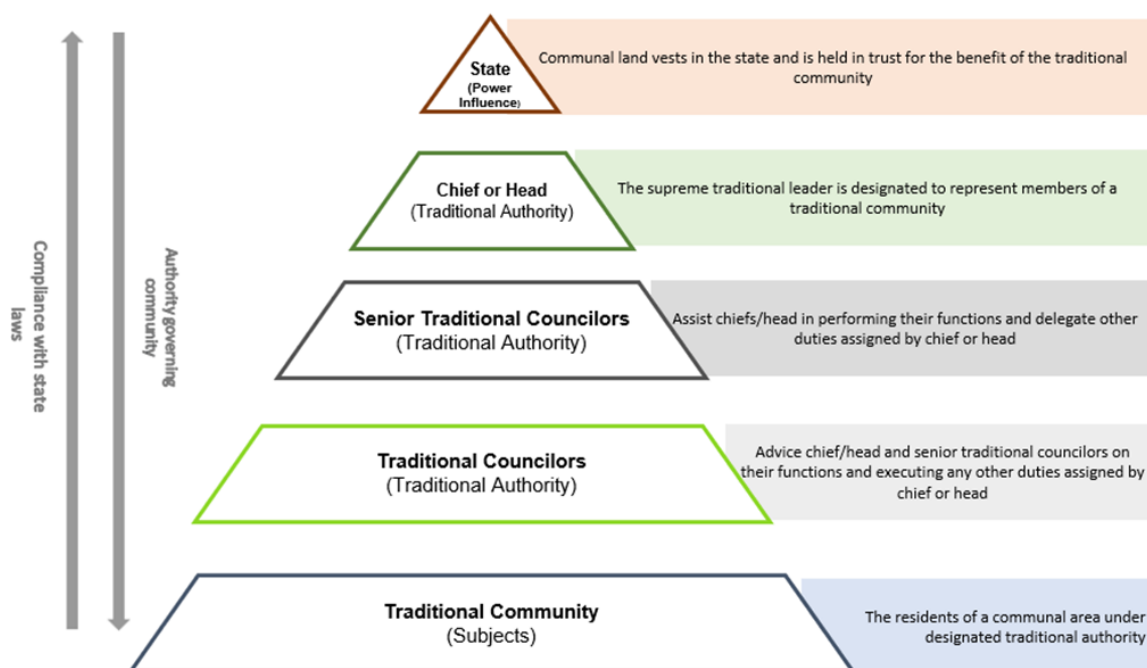 State
(Power
Influence)
Communal land vests in the state and is held in trust for the benefit of the traditional
community
Chief or Head
(Traditional Authority)
The supreme traditional leader is designated to represent members of a
traditional community
Senior Traditional Councilors
(Traditional Authority)
Assist chiefs/head in performing their functions and delegate other
duties assigned by chief or head
Traditional Councilors
(Traditional Authority)
Advice chief/head and senior traditional councilors on
their functions and executing any other duties assigned by
chief or head
Traditional Community
(Subjects)
The residents of a communal area under
designated traditional authority
Compliance with state
laws
Authority governing
community